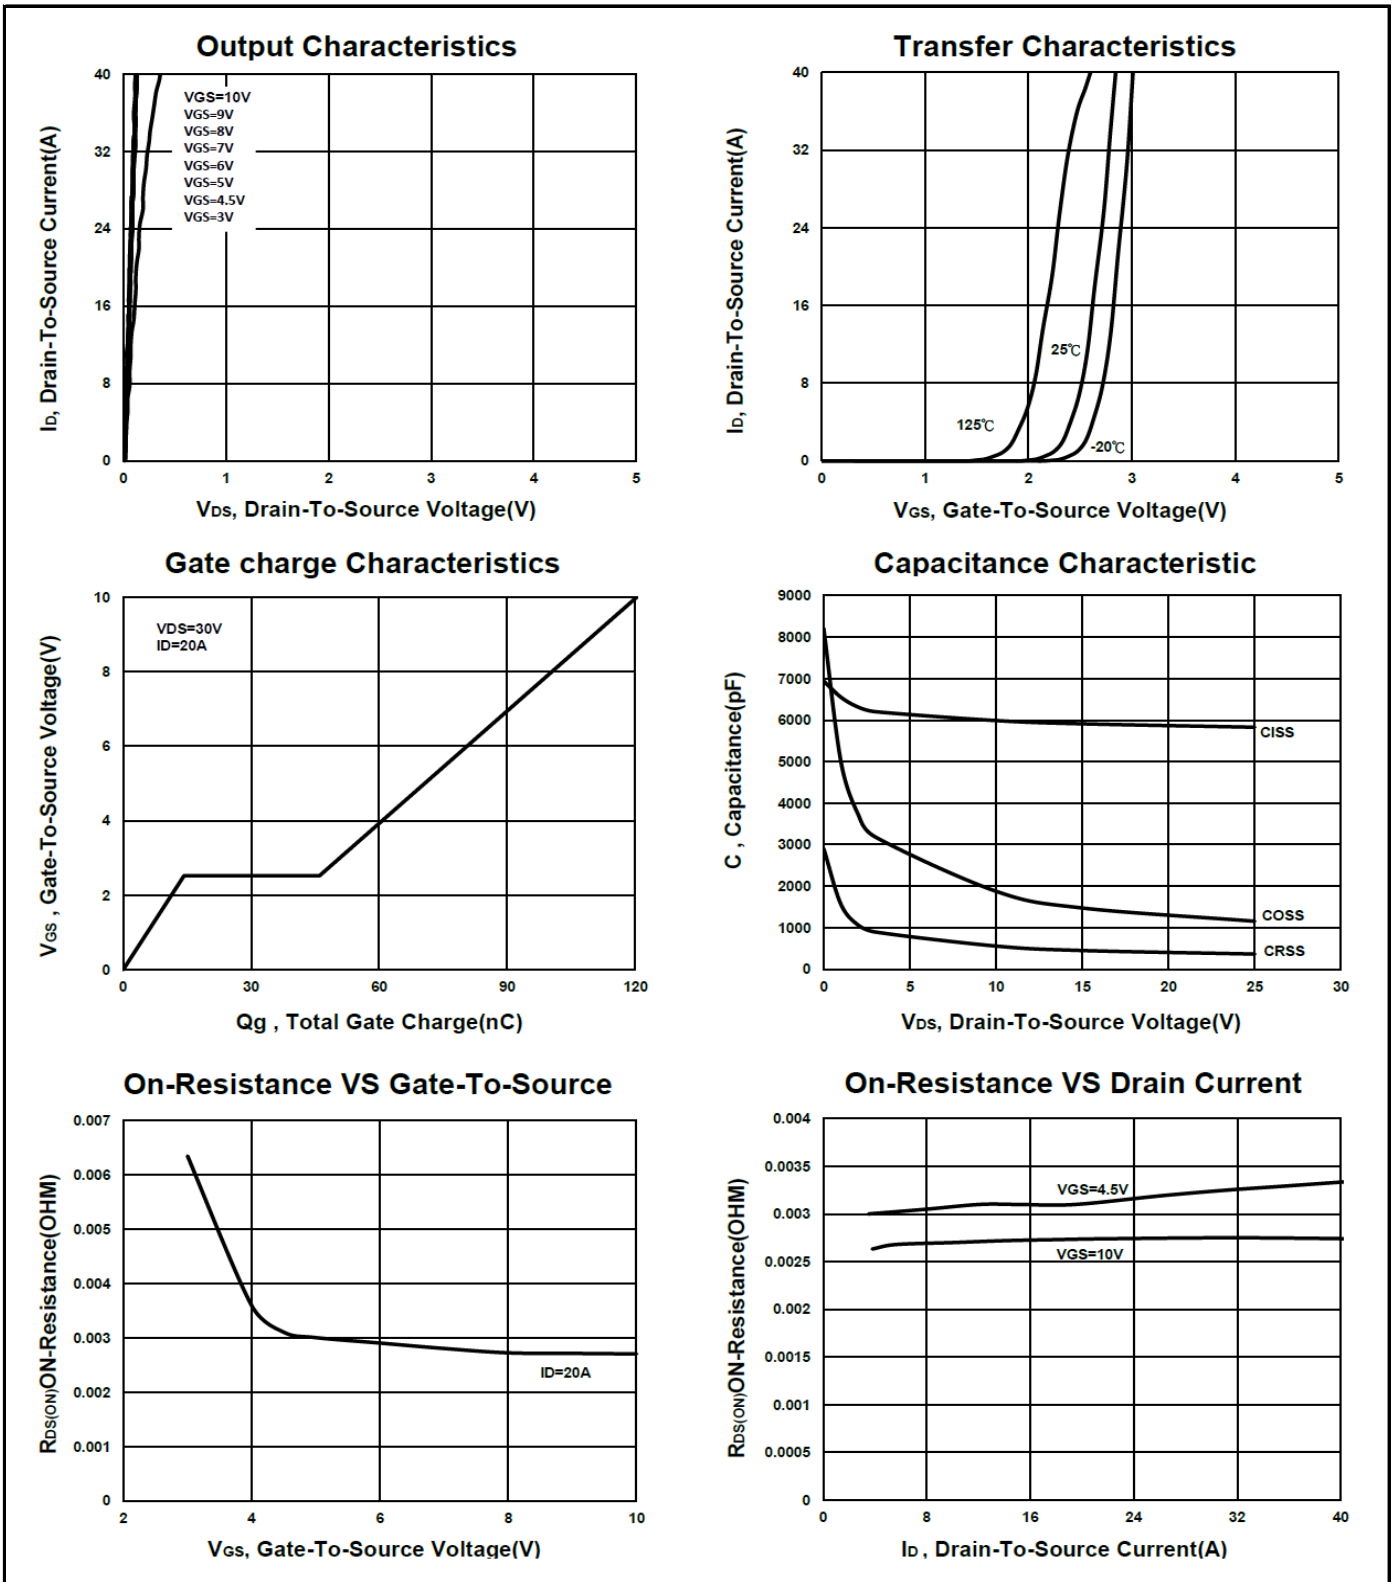 Output Characteristics
40
32
24
16
8
0
0 1 2 3 4 5
ID, Drain-To-Source Current(A)
VGS=10V
VGS=9V
VGS=8V
VGS=7V
VGS=6V
VGS=5V
VGS=4.5V
VGS=3V
VDS, Drain-To-Source Voltage(V)
Transfer Characteristics
40
32
24
16
8
0
0 1 2 3 4 5
ID, Drain-To-Source Current(A)
25℃
125℃
-20℃
VGS, Gate-To-Source Voltage(V)
Gate charge Characteristics
10
8
6
4
2
0
0 30 60 90 120
VGS , Gate-To-Source Voltage(V)
VDS=30V
ID=20A
Qg , Total Gate Charge(nC)
Capacitance Characteristic
9000
8000
7000
6000
5000
4000
3000
2000
1000
0
0 5 10 15 20 25 30
C , Capacitance(pF)
CISS
COSS
CRSS
VDS, Drain-To-Source Voltage(V)
On-Resistance VS Gate-To-Source
0.007
0.006
0.005
0.004
0.003
0.002
0.001
0
2 4 6 8 10
RDS(ON)ON-Resistance(OHM)
ID=20A
VGS, Gate-To-Source Voltage(V)
On-Resistance VS Drain Current
0.004
0.0035
0.003
0.0025
0.002
0.0015
0.001
0.0005
0
0 8 16 24 32 40
RDS(ON)ON-Resistance(OHM)
VGS=4.5V
VGS=10V
ID , Drain-To-Source Current(A)